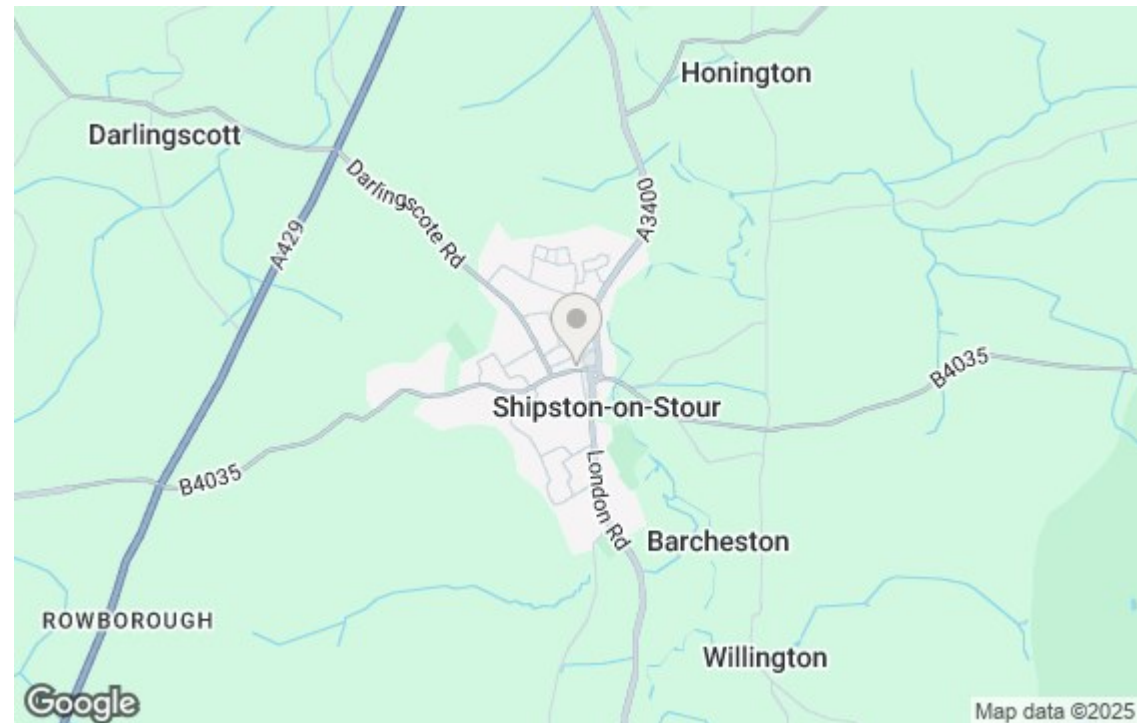 Honington
Darlingscott
Darlingscote Rd
A3400
A429
B4035
Shipston-on-Stour
B4035
London Rd
Barcheston
ROWBOROUGH
Willington
Google
Map data ©2025